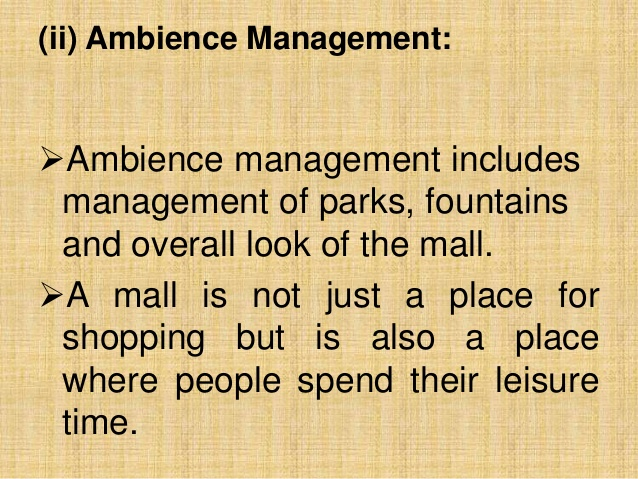 (ii) Ambience Management:
➢Ambience management includes
management of parks, fountains
and overall look of the mall.
➢A mall is not just a place for
shopping but is also a place
where people spend their leisure
time.